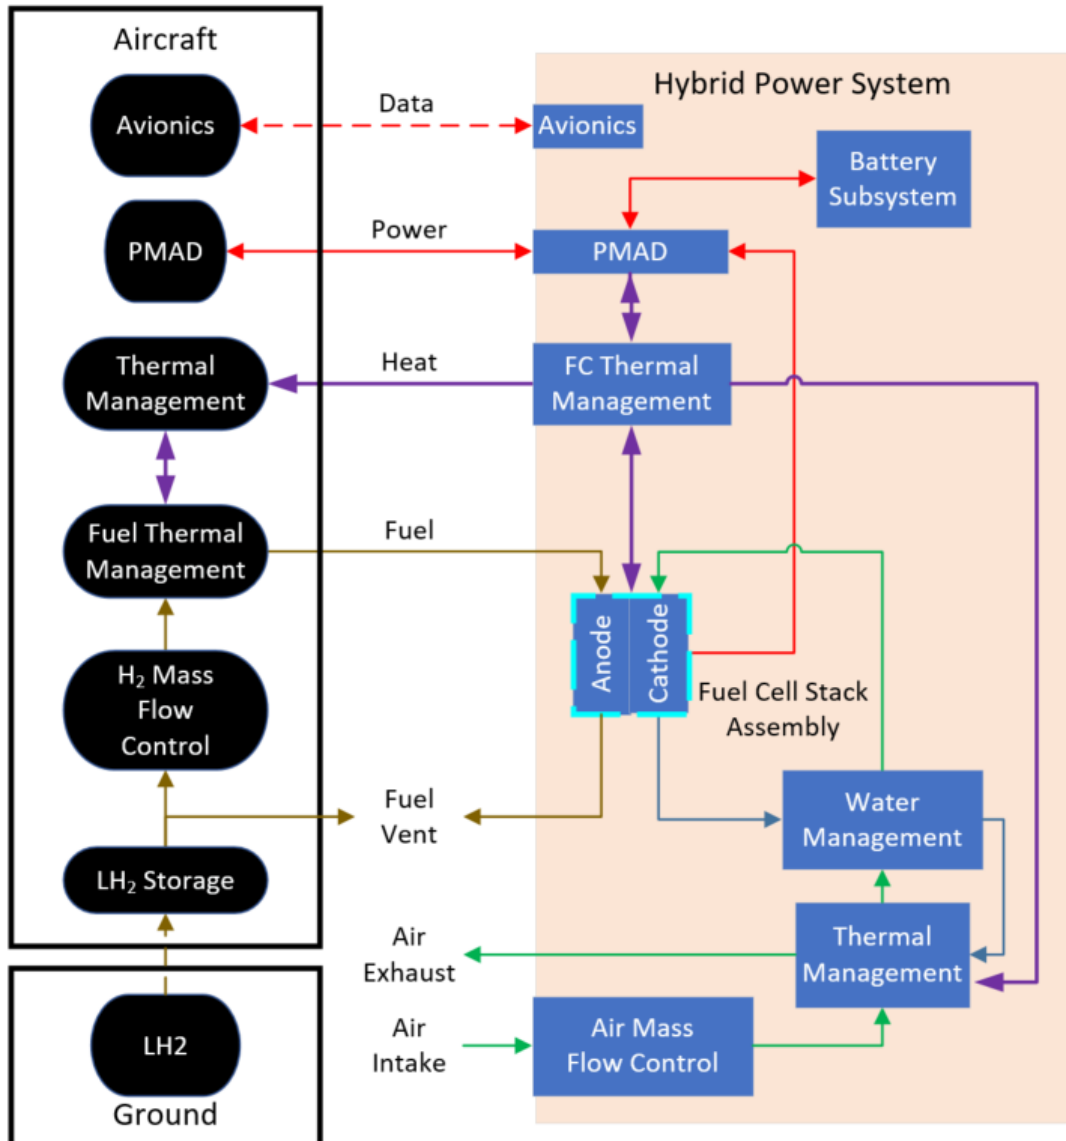 Aircraft
Hybrid Power System
Avionics
Data
Avionics
Battery
Subsystem
PMAD
Power
PMAD
Thermal
Management
Heat
FC Thermal
Management
Fuel Thermal
Management
Fuel
Anode
Cathode
Fuel Cell Stack
Assembly
H₂ Mass
Flow
Control
Fuel
Vent
Water
Management
LH₂ Storage
Air
Exhaust
Thermal
Management
LH2
Air
Intake
Air Mass
Flow Control
Ground